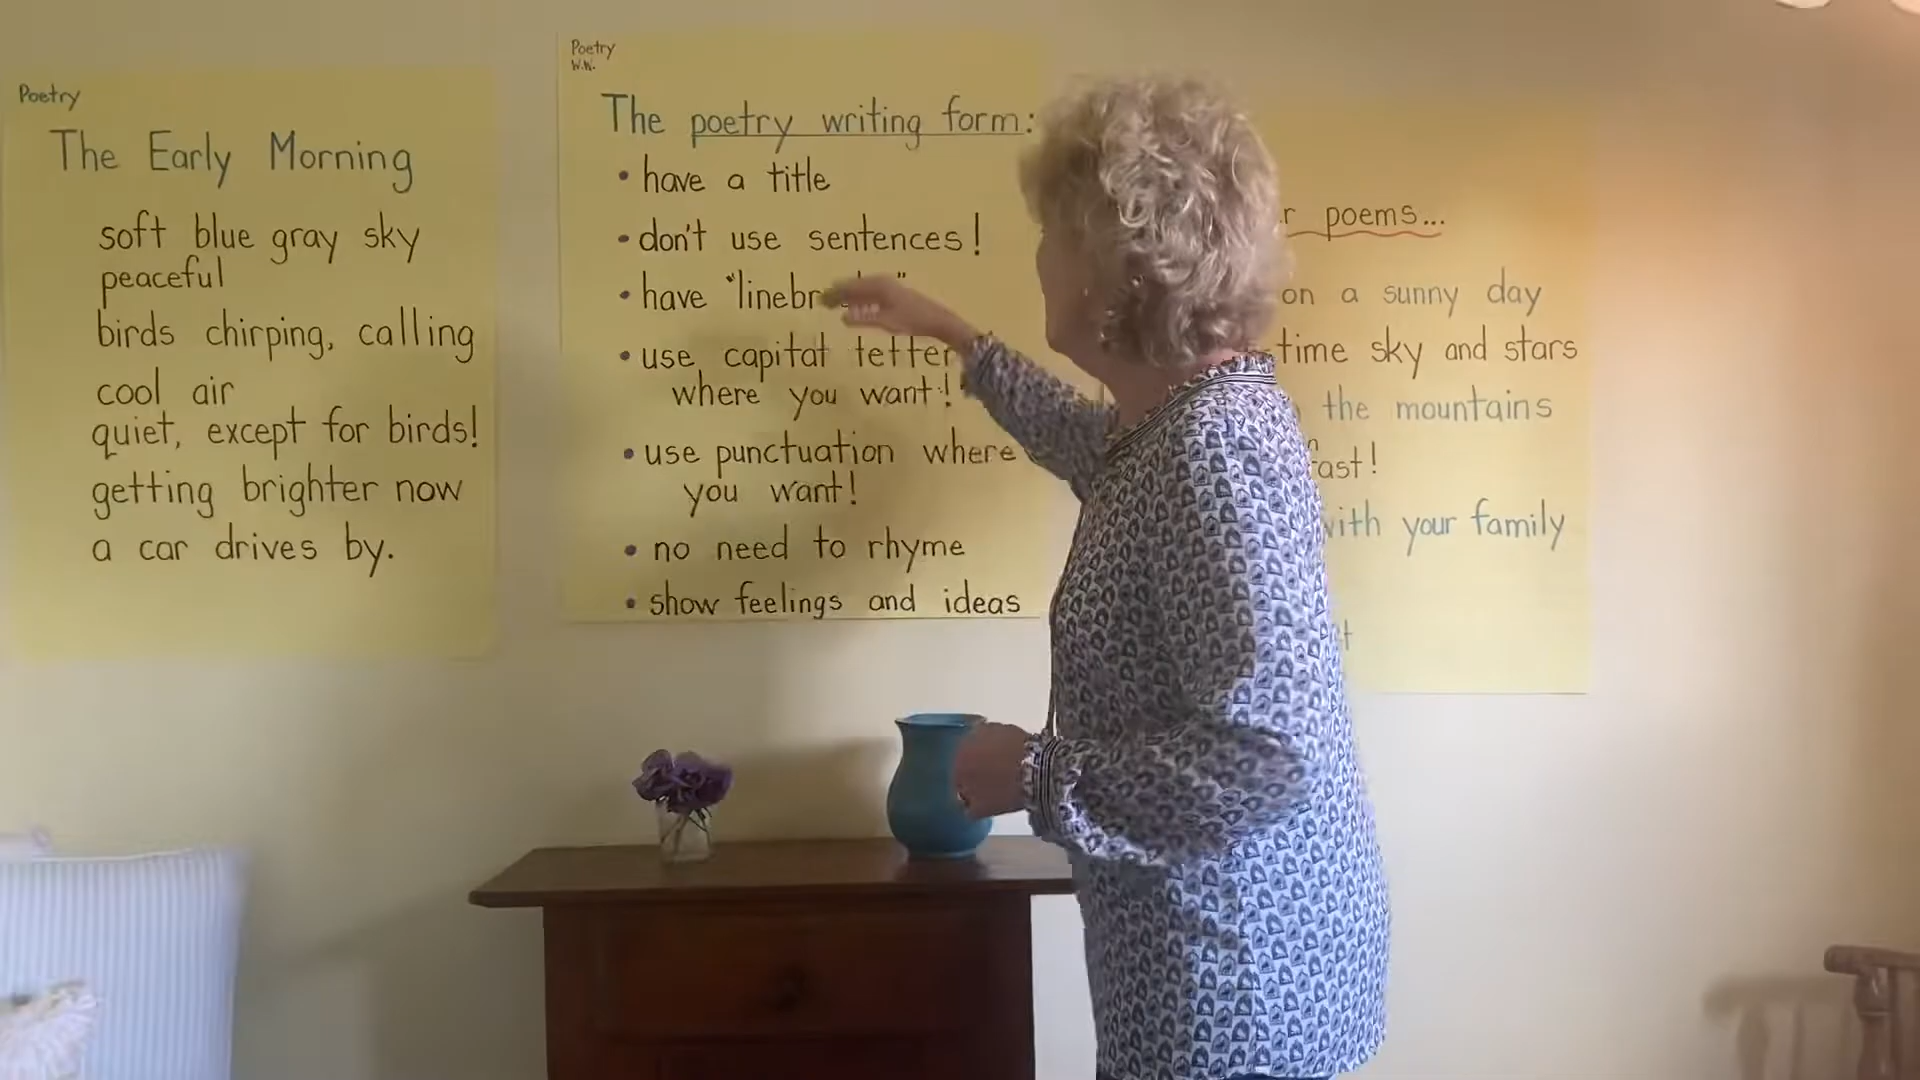 Poetry
The Early Morning
soft blue gray sky
peaceful
birds chirping, calling
cool air
quiet, except for birds!
getting brighter now
a car drives by.
Poetry
W.W.
The poetry writing form:
• have a title
• don't use sentences!
• have
• use capital
where you want!
• use punctuation where
you want!
• no need to rhyme
• show feelings and ideas
poems...
on a sunny day
time sky and stars
the mountains
with your family